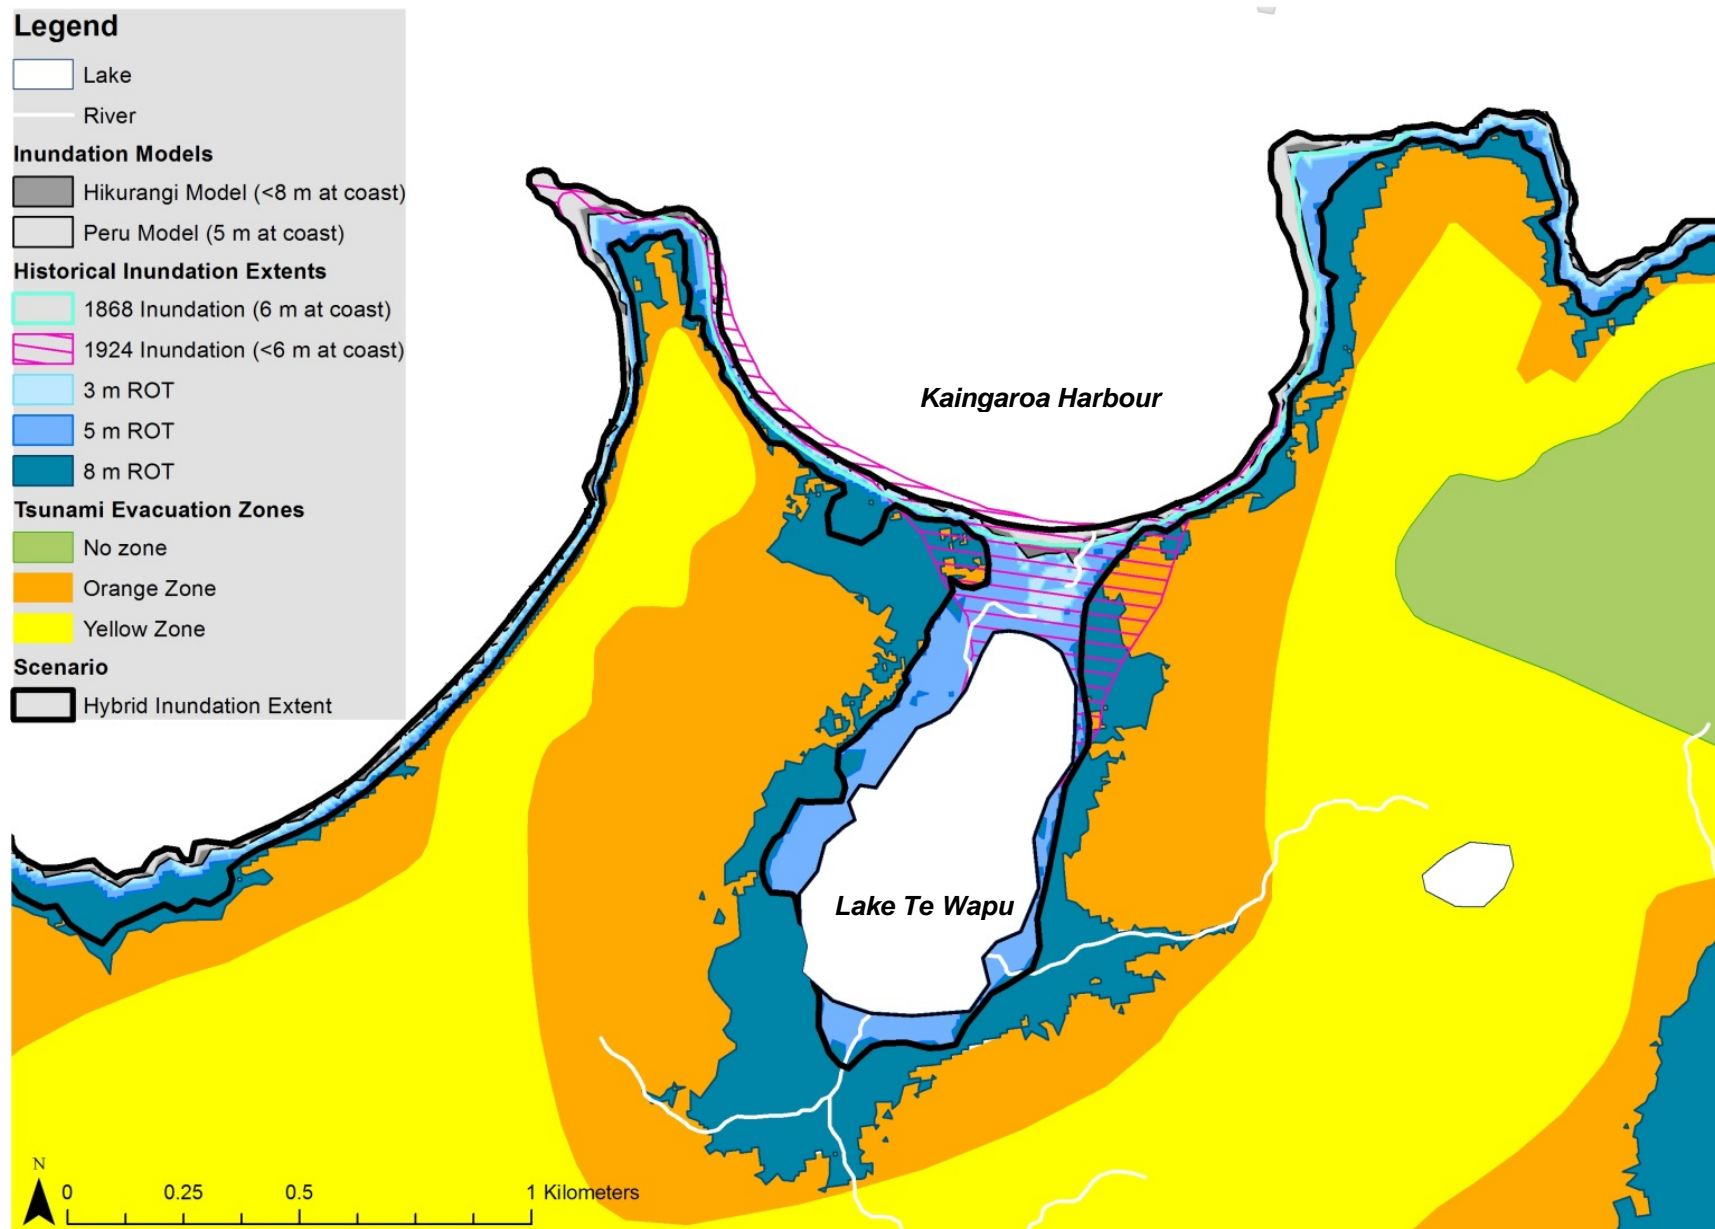 Legend
Lake
River
Inundation Models
Hikurangi Model (<8 m at coast)
Peru Model (5 m at coast)
Historical Inundation Extents
1868 Inundation (6 m at coast)
1924 Inundation (<6 m at coast)
3 m ROT
5 m ROT
8 m ROT
Tsunami Evacuation Zones
No zone
Orange Zone
Yellow Zone
Scenario
Hybrid Inundation Extent
Kaingaroa Harbour
Lake Te Wapu
N
0 0.25 0.5 1 Kilometers